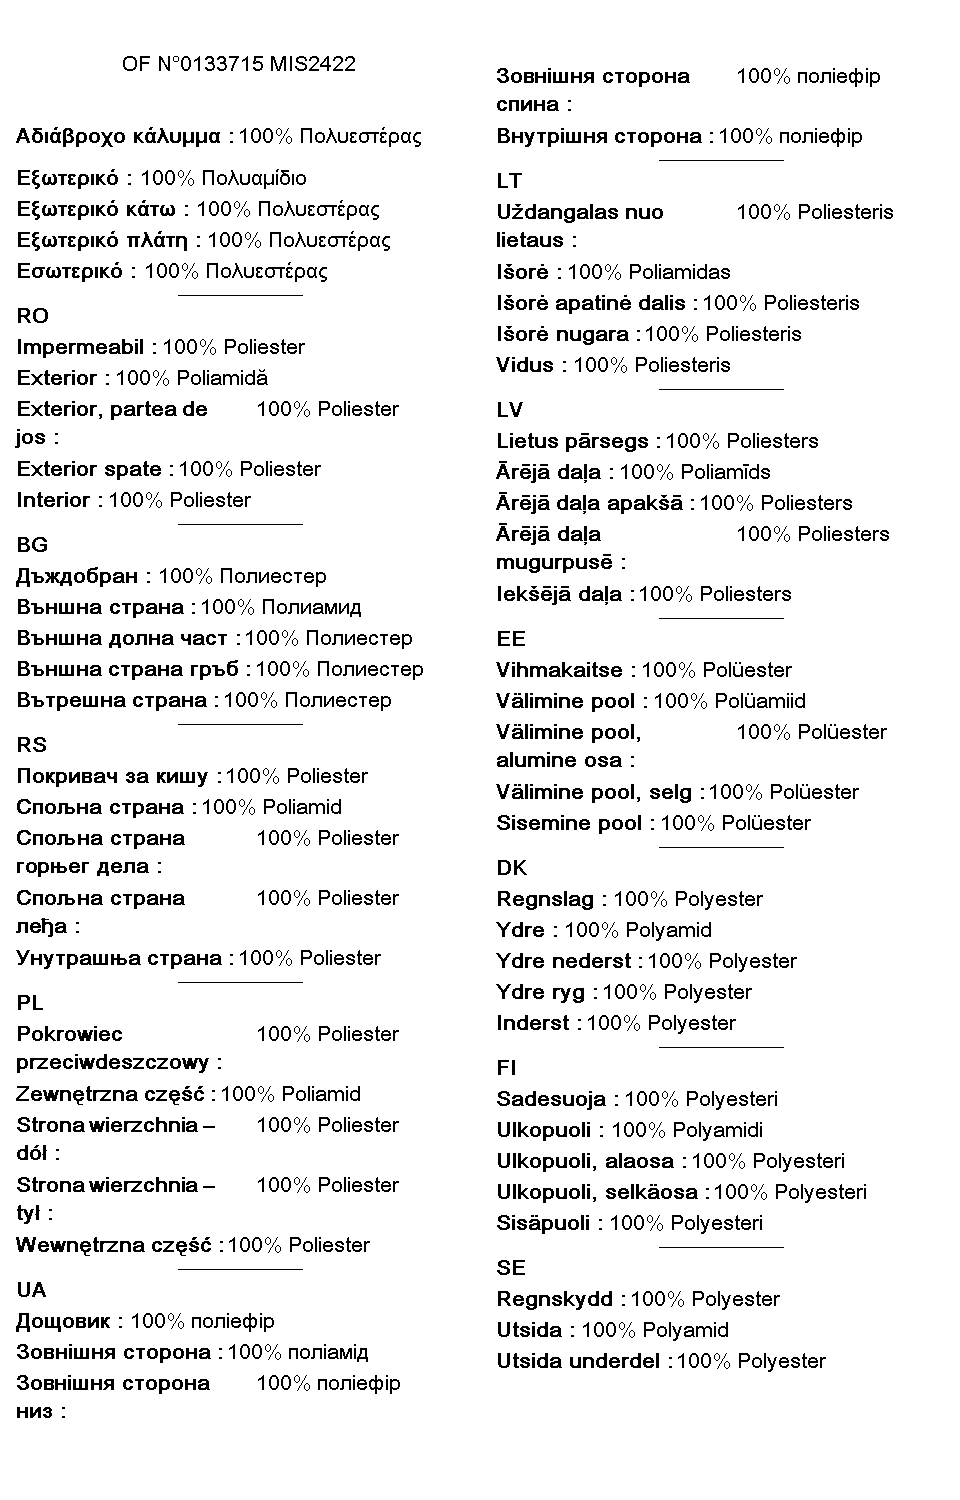 OF N°0133715 MIS2422
Αδιάβροχο κάλυμμα : 100% Πολυεστέρας
Εξωτερικό : 100% Πολυαμίδιο
Εξωτερικό κάτω : 100% Πολυεστέρας
Εξωτερικό πλάτη : 100% Πολυεστέρας
Εσωτερικό : 100% Πολυεστέρας
RO
Impermeabil : 100% Poliester
Exterior : 100% Poliamidă
Exterior, partea de 100% Poliester
jos :
Exterior spate : 100% Poliester
Interior : 100% Poliester
BG
Дъждобран : 100% Полиестер
Външна страна : 100% Полиамид
Външна долна част : 100% Полиестер
Външна страна гръб : 100% Полиестер
Вътрешна страна : 100% Полиестер
RS
Покривач за кишу : 100% Poliester
Спољна страна : 100% Poliamid
Спољна страна 100% Poliester
горњег дела :
Спољна страна 100% Poliester
леђа :
Унутрашња страна : 100% Poliester
PL
Pokrowiec 100% Poliester
przeciwdeszczowy :
Zewnętrzna część : 100% Poliamid
Strona wierzchnia – 100% Poliester
dół :
Strona wierzchnia – 100% Poliester
tył :
Wewnętrzna część : 100% Poliester
UA
Дощовик : 100% поліефір
Зовнішня сторона : 100% поліамід
Зовнішня сторона 100% поліефір
низ :
Зовнішня сторона 100% поліефір
спина :
Внутрішня сторона : 100% поліефір
LT
Uždangalas nuo 100% Poliesteris
lietaus :
Išorė : 100% Poliamidas
Išorė apatinė dalis : 100% Poliesteris
Išorė nugara : 100% Poliesteris
Vidus : 100% Poliesteris
LV
Lietus pārsegs : 100% Poliesters
Ārējā daļa : 100% Poliamīds
Ārējā daļa apakšā : 100% Poliesters
Ārējā daļa 100% Poliesters
mugurpusē :
Iekšējā daļa : 100% Poliesters
EE
Vihmakaitse : 100% Polüester
Välimine pool : 100% Polüamiid
Välimine pool, 100% Polüester
alumine osa :
Välimine pool, selg : 100% Polüester
Sisemine pool : 100% Polüester
DK
Regnslag : 100% Polyester
Ydre : 100% Polyamid
Ydre nederst : 100% Polyester
Ydre ryg : 100% Polyester
Inderst : 100% Polyester
FI
Sadesuoja : 100% Polyesteri
Ulkopuoli : 100% Polyamidi
Ulkopuoli, alaosa : 100% Polyesteri
Ulkopuoli, selkäosa : 100% Polyesteri
Sisäpuoli : 100% Polyesteri
SE
Regnskydd : 100% Polyester
Utsida : 100% Polyamid
Utsida underdel : 100% Polyester